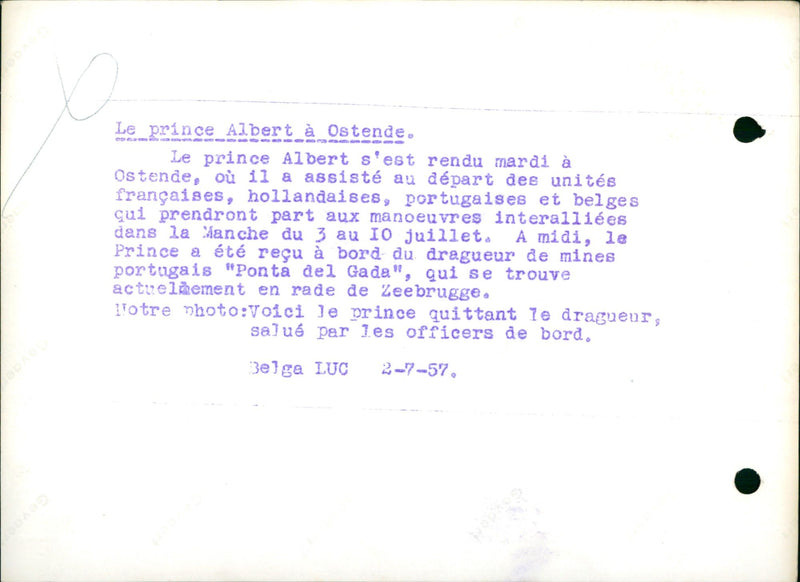 Le prince Albert à Ostende.
Le prince Albert s'est rendu mardi à
Ostende, où il a assisté au départ des unités
françaises, hollandaises, portugaises et belges
qui prendront part aux manoeuvres interalliées
dans la Manche du 3 au IO juillet. A midi, le
Prince a été reçu à bord du dragueur de mines
portugais "Ponta del Gada", qui se trouve
actuellement en rade de Zeebrugge.
Notre photo:Voici le prince quittant le dragueur,
salué par les officers de bord.
Belga LUC 2-7-57.